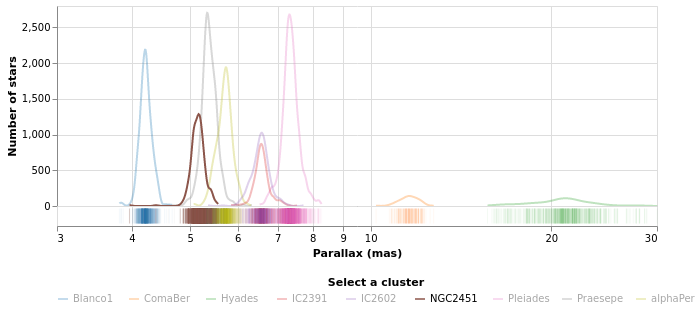 2,500
2,000
1,500
1,000
500
0
Number of stars
3 4 5 6 7 8 9 10 20 30
Parallax (mas)
Select a cluster
Blanco1 ComaBer Hyades IC2391 IC2602 NGC2451 Pleiades Praesepe alphaPer